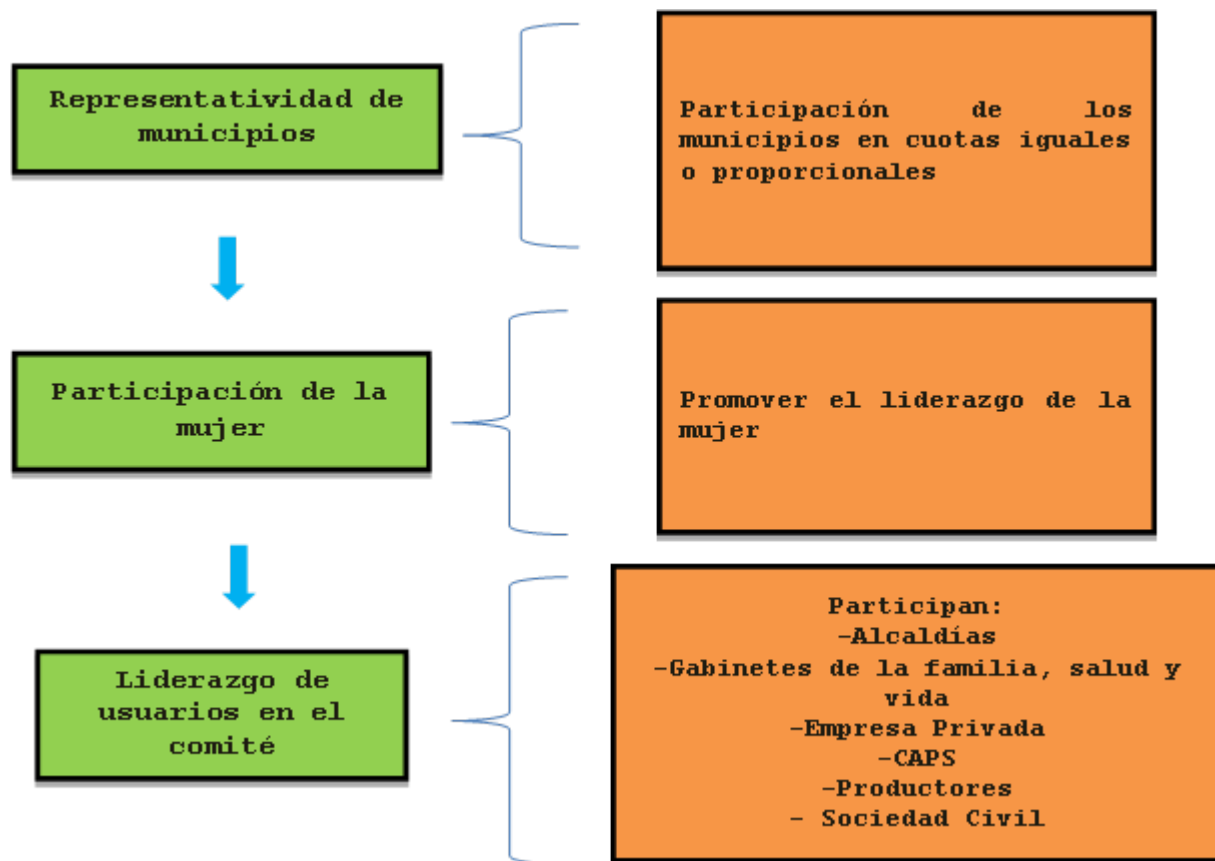 Representatividad de
municipios
Participación de los
municipios en cuotas iguales
o proporcionales
Participación de la
mujer
Promover el liderazgo de la
mujer
Liderazgo de
usuarios en el
comité
Participan:
-Alcaldías
-Gabinetes de la familia, salud y
vida
-Empresa Privada
-CAPS
-Productores
- Sociedad Civil